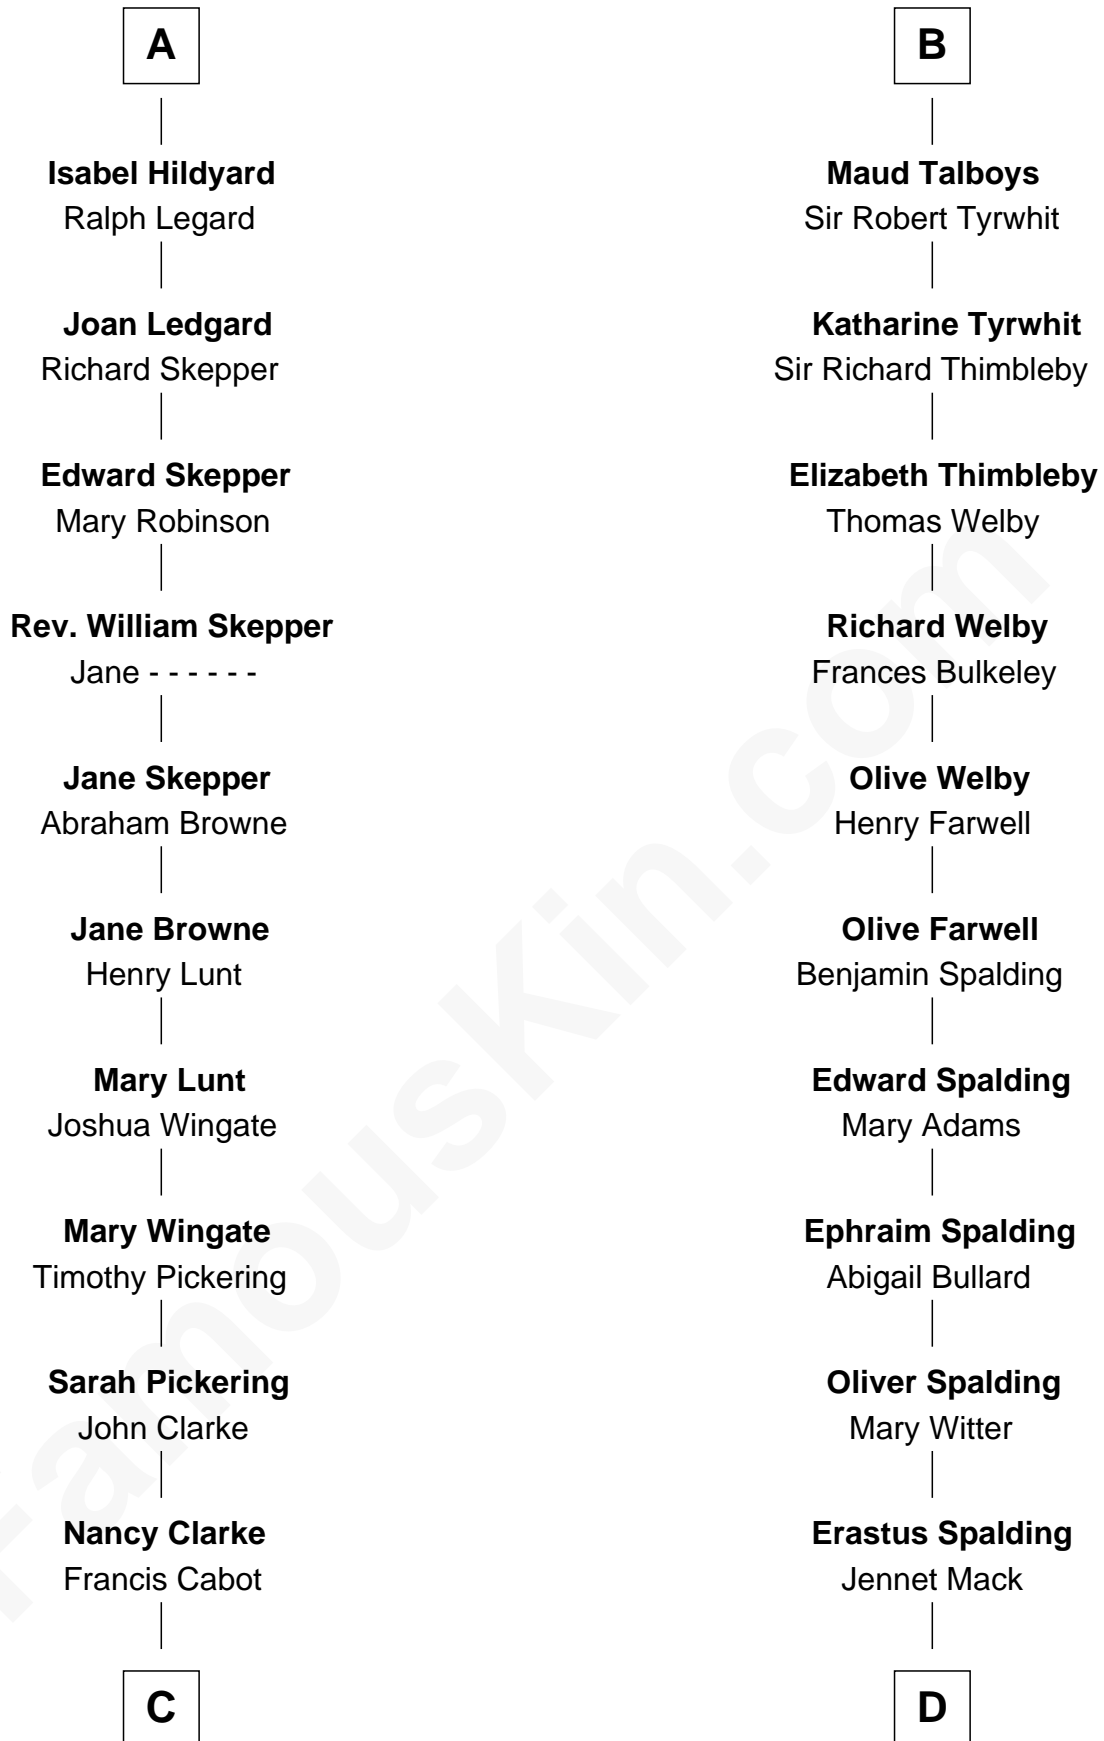 A
Isabel Hildyard
Ralph Legard
Joan Ledgard
Richard Skepper
Edward Skepper
Mary Robinson
Rev. William Skepper
Jane - - - - - -
Jane Skepper
Abraham Browne
Jane Browne
Henry Lunt
Mary Lunt
Joshua Wingate
Mary Wingate
Timothy Pickering
Sarah Pickering
John Clarke
Nancy Clarke
Francis Cabot
C
B
Maud Talboys
Sir Robert Tyrwhit
Katharine Tyrwhit
Sir Richard Thimbleby
Elizabeth Thimbleby
Thomas Welby
Richard Welby
Frances Bulkeley
Olive Welby
Henry Farwell
Olive Farwell
Benjamin Spalding
Edward Spalding
Mary Adams
Ephraim Spalding
Abigail Bullard
Oliver Spalding
Mary Witter
Erastus Spalding
Jennet Mack
D
FamousKin.com